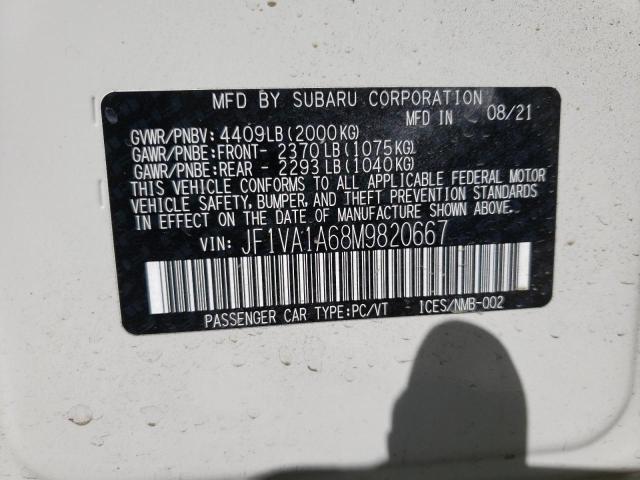 MFD BY SUBARU CORPORATION
MFD IN 08/21
GVWR/PNBV: 4409LB(2000KG)
GAWR/PNBE:FRONT- 2370LB(1075KG)
GAWR/PNBE:REAR - 2293LB(1040KG)
THIS VEHICLE CONFORMS TO ALL APPLICABLE FEDERAL MOTOR
VEHICLE SAFETY, BUMPER, AND THEFT PREVENTION STANDARDS
IN EFFECT ON THE DATE OF MANUFACTURE SHOWN ABOVE.
VIN: JF1VA1A68M9820667
PASSENGER CAR TYPE:PC/VT ICES/NMB-002